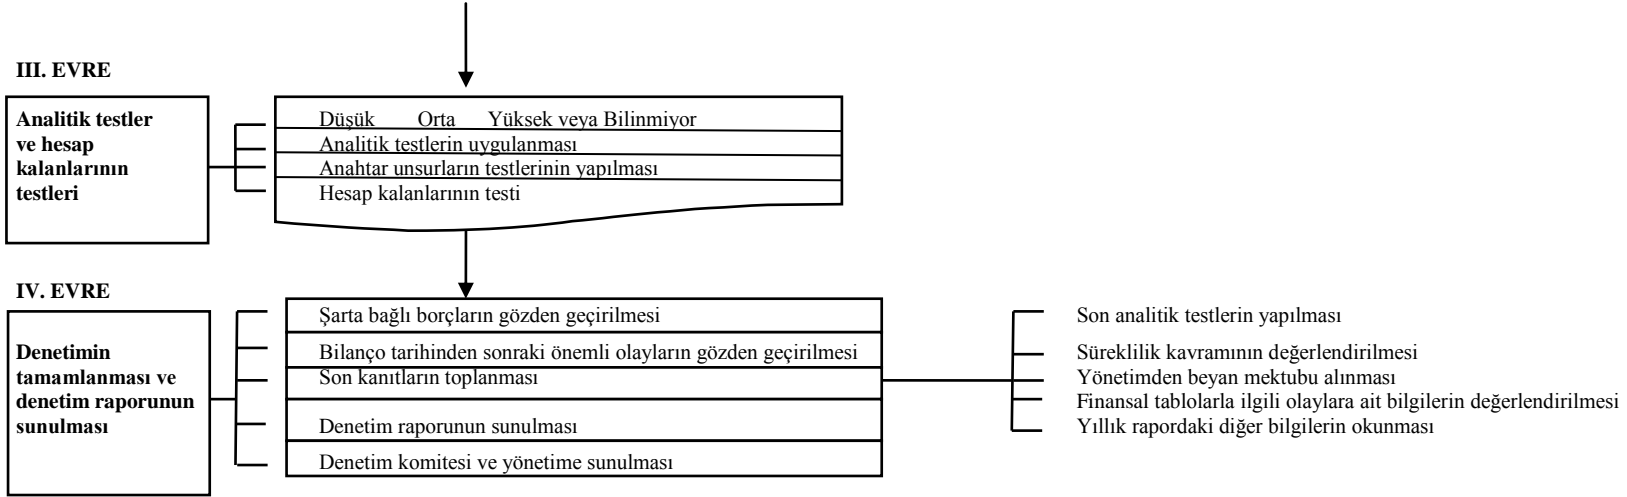 III. EVRE
Analitik testler
ve hesap
kalanlarının
testleri
Düşük Orta Yüksek veya Bilinmiyor
Analitik testlerin uygulanması
Anahtar unsurların testlerinin yapılması
Hesap kalanlarının testi
IV. EVRE
Denetimin
tamamlanması ve
denetim raporunun
sunulması
Şarta bağlı borçların gözden geçirilmesi
Bilanço tarihinden sonraki önemli olayların gözden geçirilmesi
Son kanıtların toplanması
Denetim raporunun sunulması
Denetim komitesi ve yönetime sunulması
Son analitik testlerin yapılması
Süreklilik kavramının değerlendirilmesi
Yönetimden beyan mektubu alınması
Finansal tablolarla ilgili olaylara ait bilgilerin değerlendirilmesi
Yıllık rapordaki diğer bilgilerin okunması